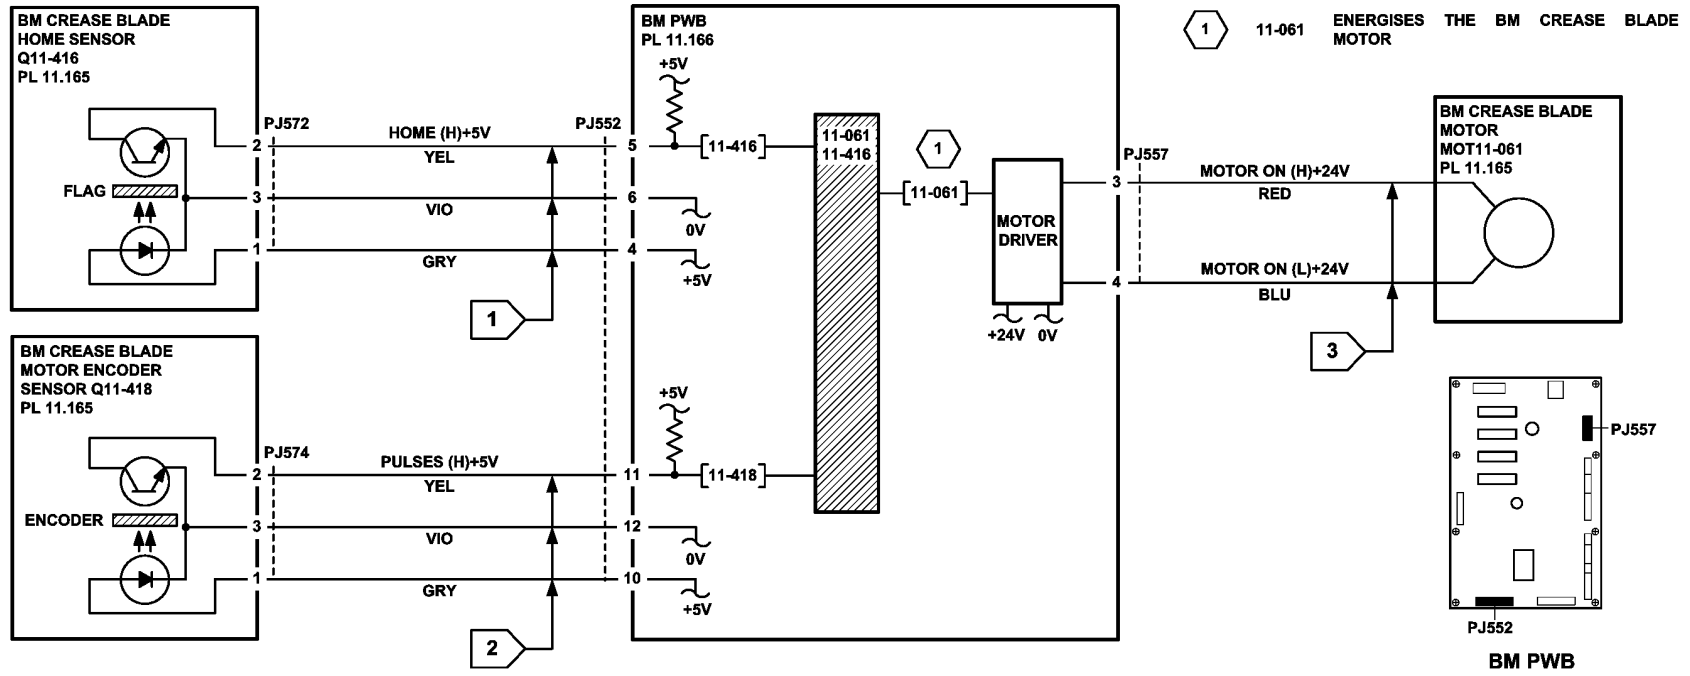 BM CREASE BLADE
HOME SENSOR
Q11-416
PL 11.165
FLAG
PJ572
2
3
1
HOME (H)+5V
YEL
VIO
GRY
1
PJ552
5
6
4
BM PWB
PL 11.166
+5V
11-416
0V
+5V
11-061
11-416
1
11-061
MOTOR
DRIVER
+24V 0V
PJ557
3
4
MOTOR ON (H)+24V
RED
MOTOR ON (L)+24V
BLU
3
1 11-061 ENERGISES THE BM CREASE BLADE
MOTOR
BM CREASE BLADE
MOTOR
MOT11-061
PL 11.165
BM CREASE BLADE
MOTOR ENCODER
SENSOR Q11-418
PL 11.165
ENCODER
PJ574
2
3
1
PULSES (H)+5V
YEL
VIO
GRY
2
11
12
10
+5V
11-418
0V
+5V
PJ557
PJ552
BM PWB